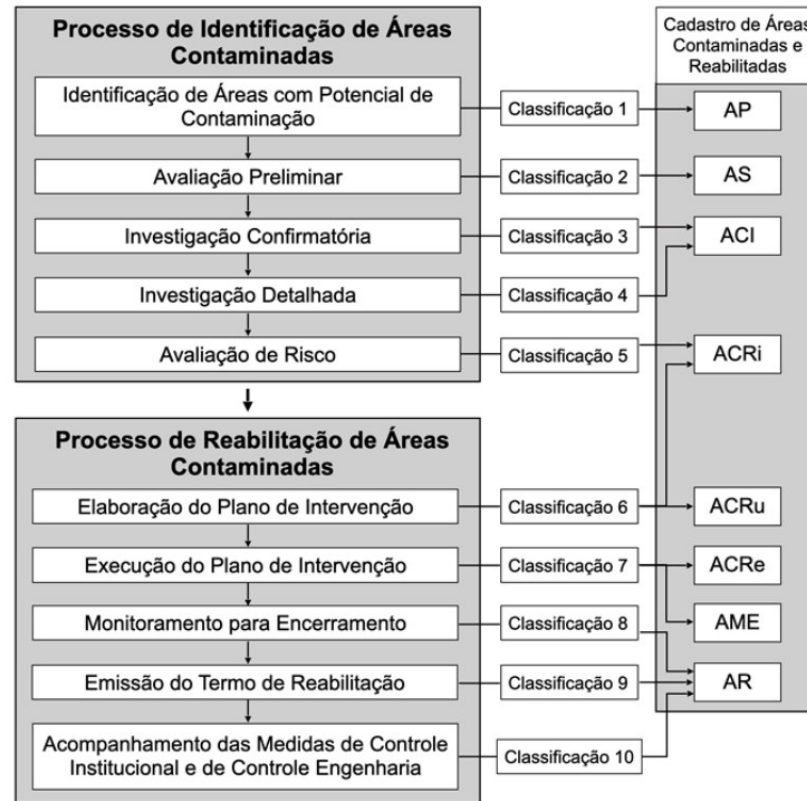 Processo de Identificação de Áreas
Contaminadas
Identificação de Áreas com Potencial de
Contaminação
Avaliação Preliminar
Investigação Confirmatória
Investigação Detalhada
Avaliação de Risco
Classificação 1
Classificação 2
Classificação 3
Classificação 4
Classificação 5
Processo de Reabilitação de Áreas
Contaminadas
Elaboração do Plano de Intervenção
Execução do Plano de Intervenção
Monitoramento para Encerramento
Emissão do Termo de Reabilitação
Acompanhamento das Medidas de Controle
Institucional e de Controle Engenharia
Classificação 6
Classificação 7
Classificação 8
Classificação 9
Classificação 10
Cadastro de Áreas
Contaminadas e
Reabilitadas
AP
AS
ACI
ACRi
ACRu
ACRe
AME
AR